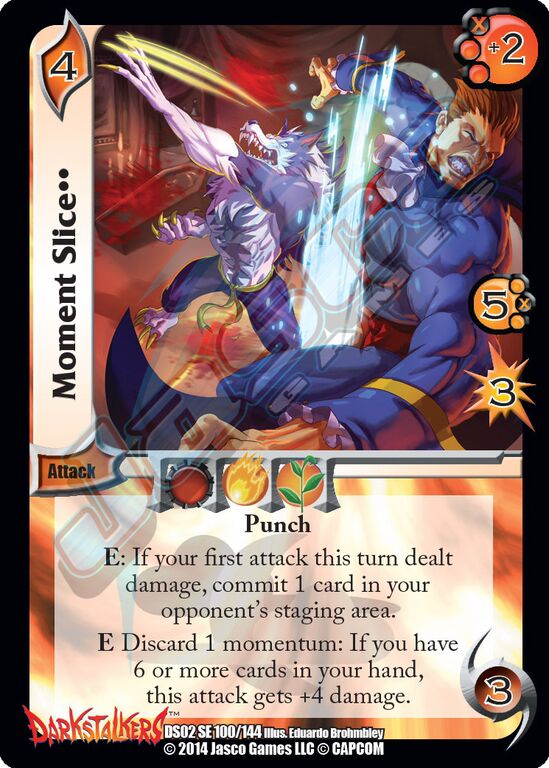 4
X +2
Moment Slice••
5 X
3
Attack
Punch
E: If your first attack this turn dealt
damage, commit 1 card in your
opponent's staging area.
E Discard 1 momentum: If you have
6 or more cards in your hand,
this attack gets +4 damage.
3
DARKSTALKERS™
DS02 SE 100/144 Illus. Eduardo Brohmbley
© 2014 Jasco Games LLC © CAPCOM